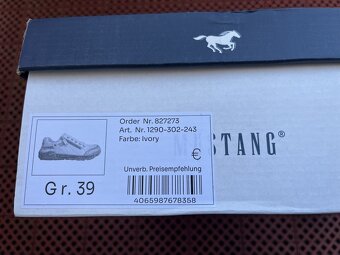 Order Nr. 827273
Art. Nr. 1290-302-243
Farbe: Ivory
€
STANG®
Unverb. Preisempfehlung
Gr. 39
4065987678358